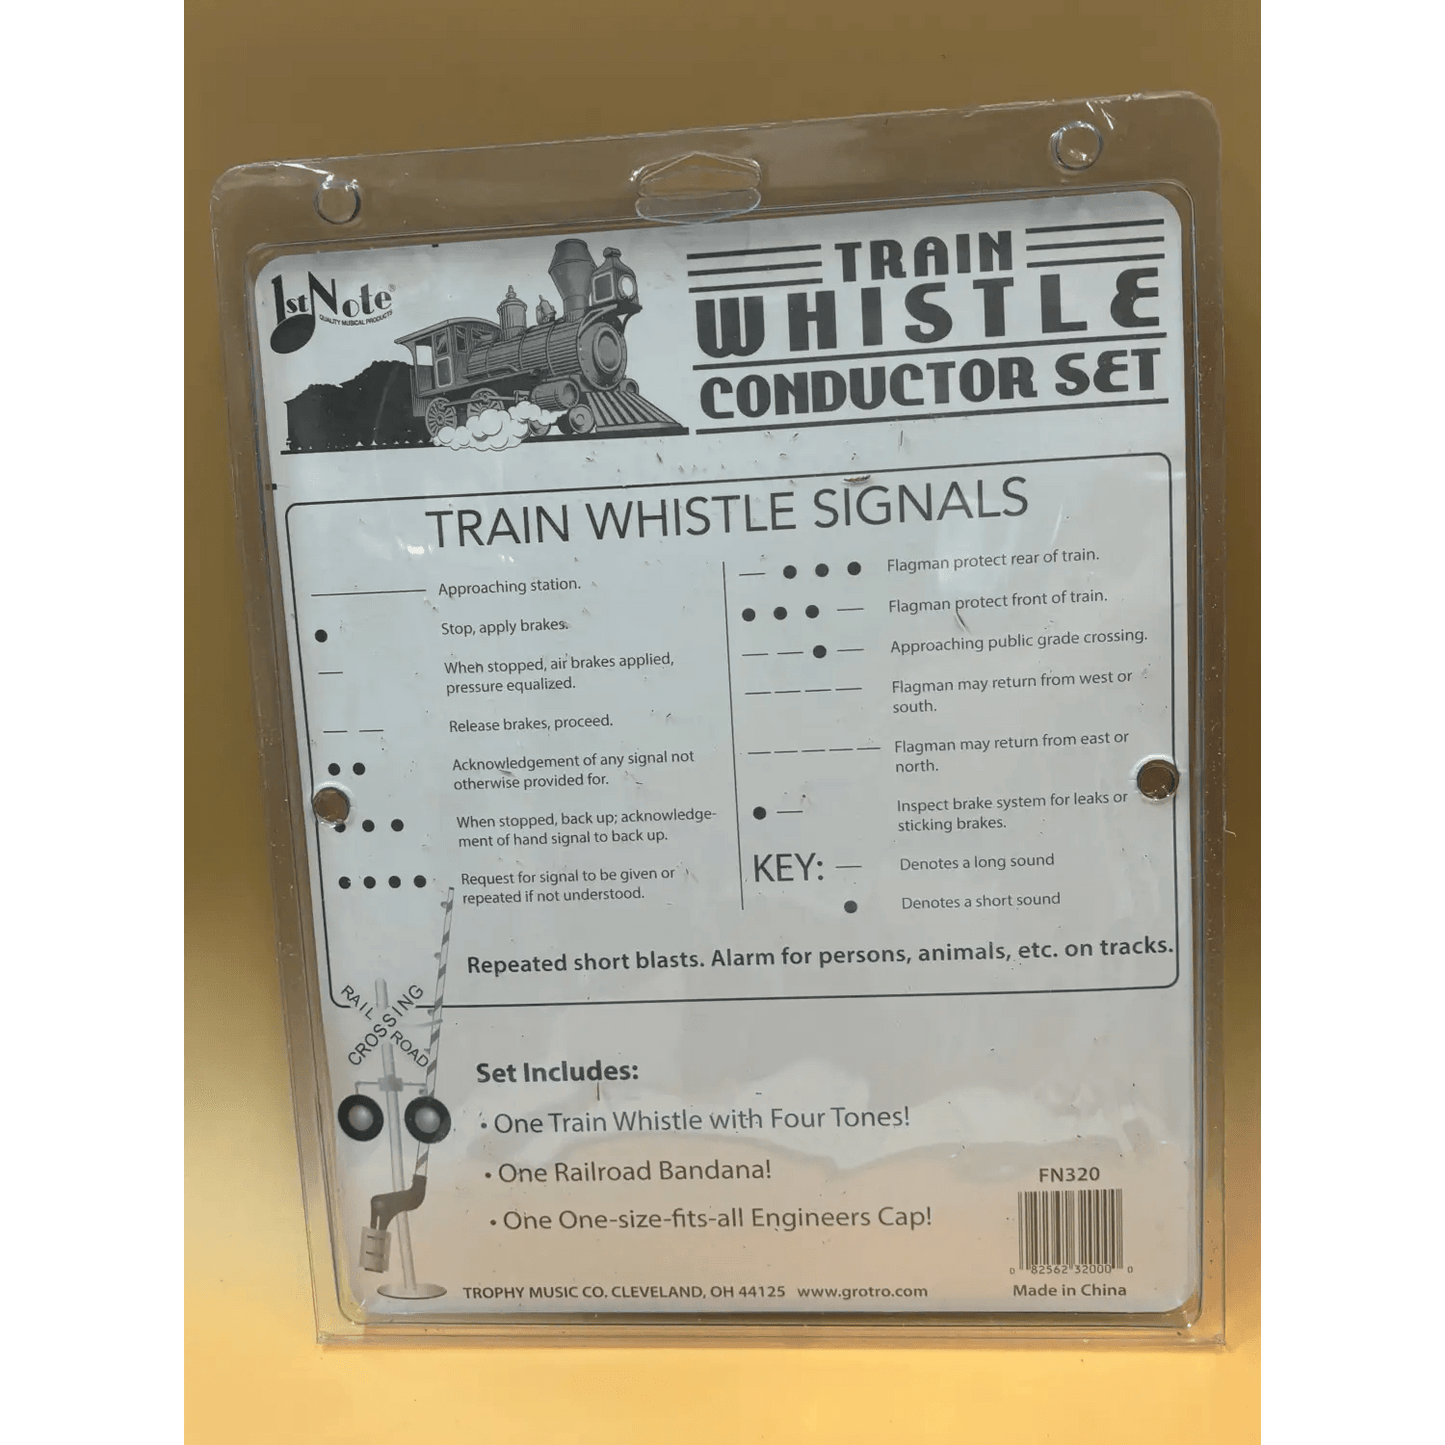 1st Note®
QUALITY MUSICAL PRODUCTS
TRAIN
WHISTLE
CONDUCTOR SET
TRAIN WHISTLE SIGNALS
Approaching station.
Stop, apply brakes.
When stopped, air brakes applied,
pressure equalized.
Release brakes, proceed.
Acknowledgement of any signal not
otherwise provided for.
When stopped, back up; acknowledge-
ment of hand signal to back up.
Request for signal to be given or
repeated if not understood.
Flagman protect rear of train.
Flagman protect front of train.
Approaching public grade crossing.
Flagman may return from west or
south.
Flagman may return from east or
north.
Inspect brake system for leaks or
sticking brakes.
KEY: — Denotes a long sound
● Denotes a short sound
Repeated short blasts. Alarm for persons, animals, etc. on tracks.
RAIL ROAD
CROSSING
Set Includes:
• One Train Whistle with Four Tones!
• One Railroad Bandana!
• One One-size-fits-all Engineers Cap!
FN320
0 82562 32000 0
TROPHY MUSIC CO. CLEVELAND, OH 44125 www.grotro.com
Made in China